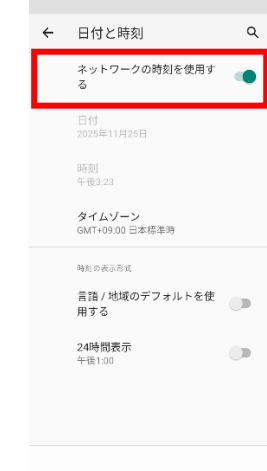 日付と時刻
ネットワークの時刻を使用す
る
日付
2025年11月25日
時刻
午後3:23
タイムゾーン
GMT+09:00 日本標準時
時刻の表示形式
言語 / 地域のデフォルトを使
用する
24時間表示
午後1:00